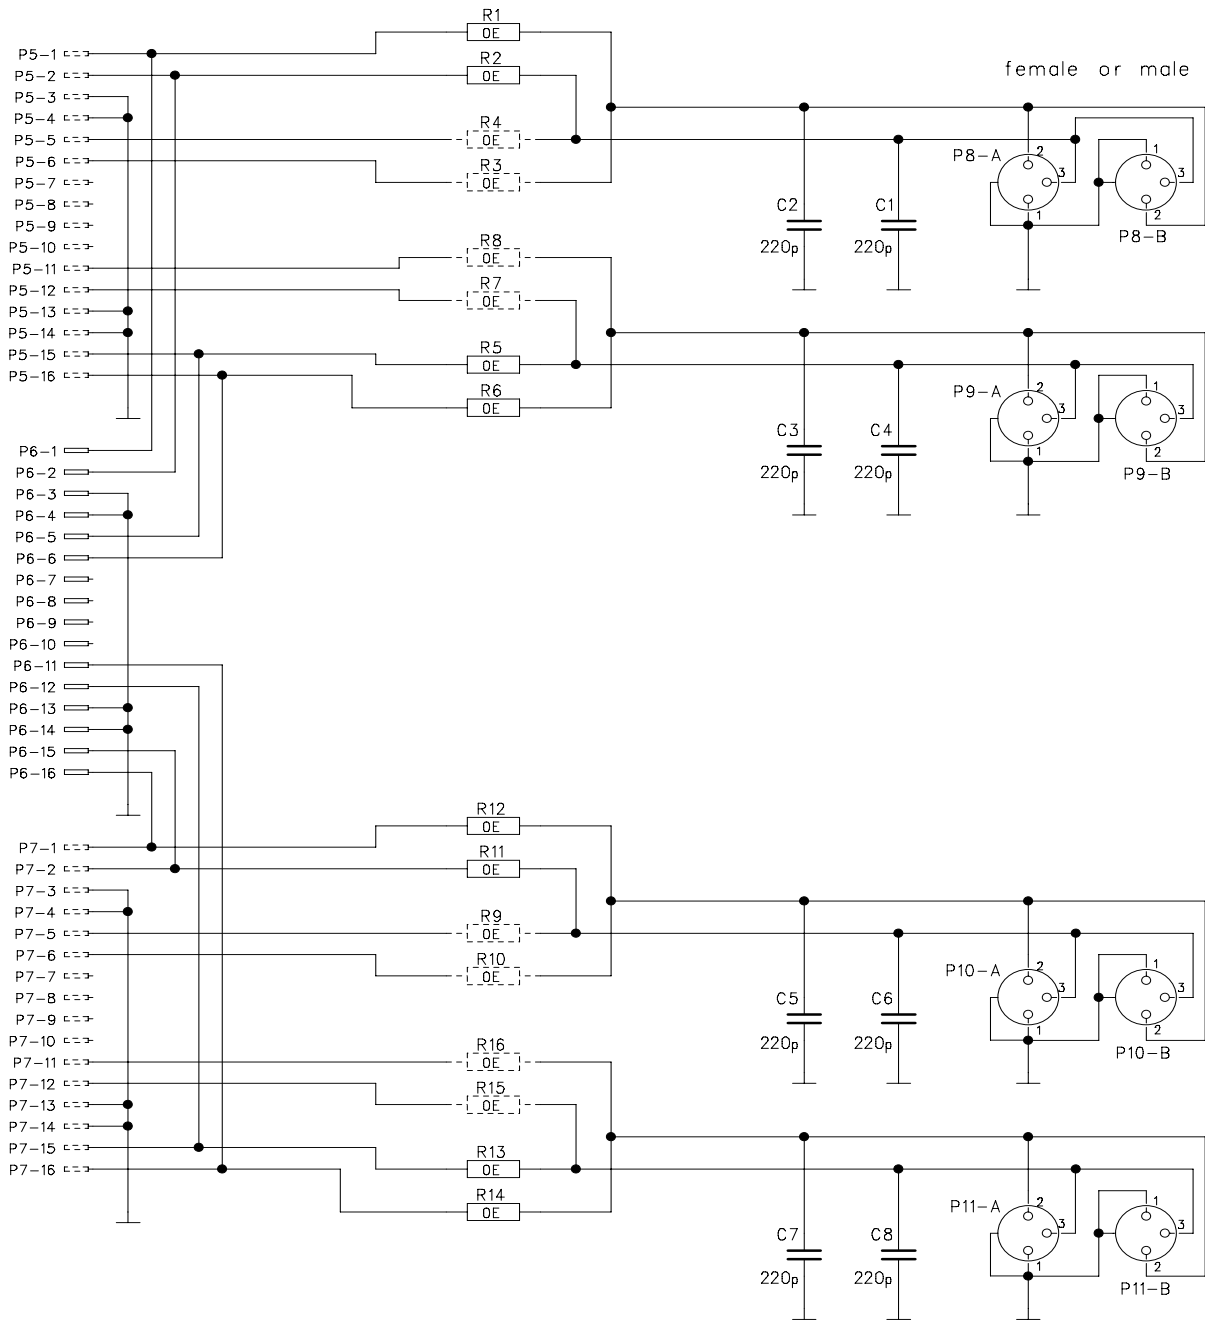 female or male
P5-1
P5-2
P5-3
P5-4
P5-5
P5-6
P5-7
P5-8
P5-9
P5-10
P5-11
P5-12
P5-13
P5-14
P5-15
P5-16
R1
0E
R2
0E
R4
0E
R3
0E
R8
0E
R7
0E
R5
0E
R6
0E
C2
220p
C1
220p
P8-A
2
3
1
1
3
2
P8-B
C3
220p
C4
220p
P9-A
2
3
1
1
3
2
P9-B
P6-1
P6-2
P6-3
P6-4
P6-5
P6-6
P6-7
P6-8
P6-9
P6-10
P6-11
P6-12
P6-13
P6-14
P6-15
P6-16
P7-1
P7-2
P7-3
P7-4
P7-5
P7-6
P7-7
P7-8
P7-9
P7-10
P7-11
P7-12
P7-13
P7-14
P7-15
P7-16
R12
0E
R11
0E
R9
0E
R10
0E
R16
0E
R15
0E
R13
0E
R14
0E
C5
220p
C6
220p
P10-A
2
3
1
1
3
2
P10-B
C7
220p
C8
220p
P11-A
2
3
1
1
3
2
P11-B